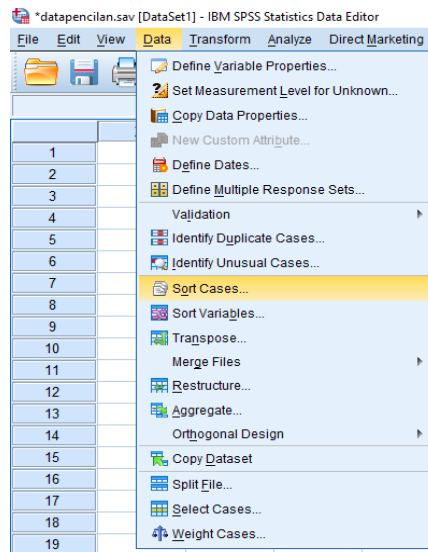 *datapencilan.sav [DataSet1] - IBM SPSS Statistics Data Editor
File Edit View Data Transform Analyze Direct Marketing
Define Variable Properties...
Set Measurement Level for Unknown...
Copy Data Properties...
New Custom Attribute...
Define Dates...
Define Multiple Response Sets...
Validation
Identify Duplicate Cases...
Identify Unusual Cases...
Sort Cases...
Sort Variables...
Transpose...
Merge Files
Restructure...
Aggregate...
Orthogonal Design
Copy Dataset
Split File...
Select Cases...
Weight Cases...
1
2
3
4
5
6
7
8
9
10
11
12
13
14
15
16
17
18
19